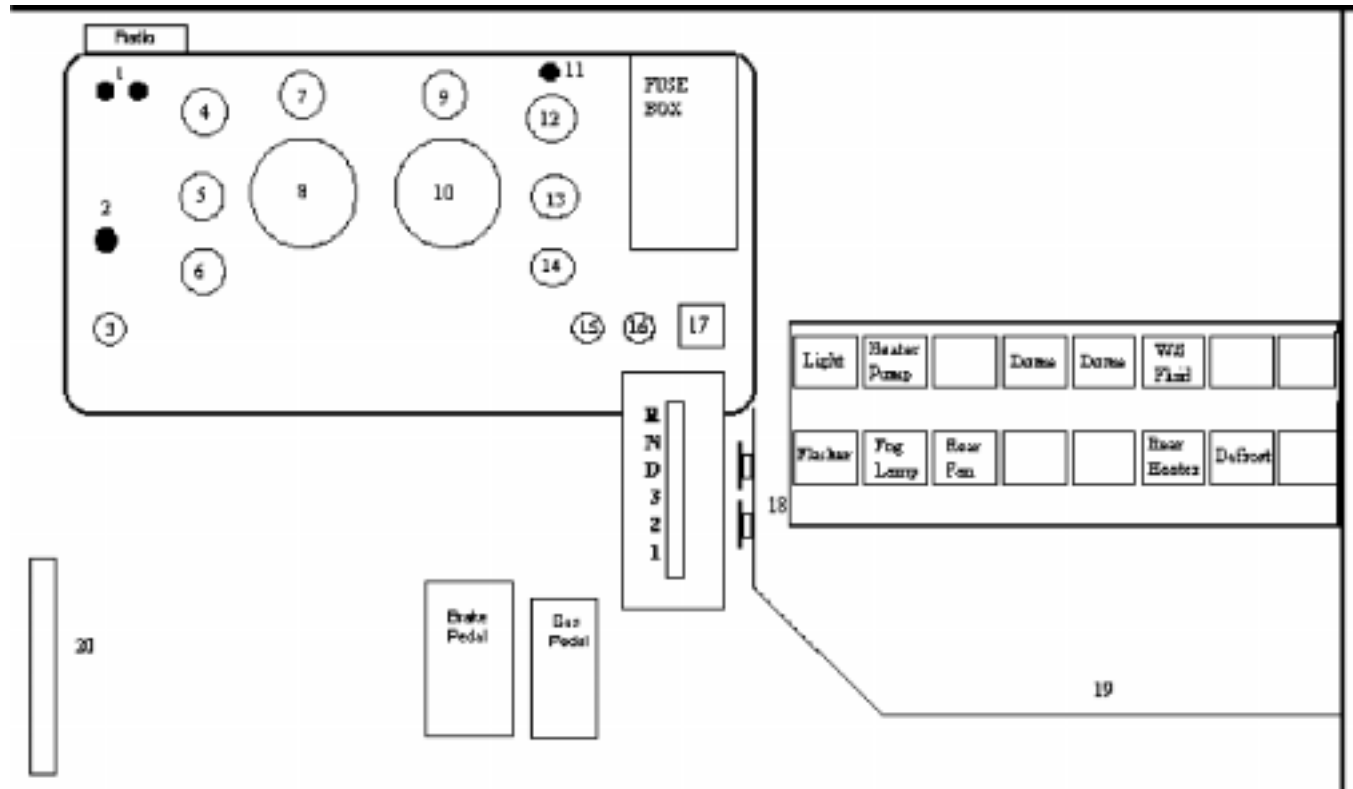 Radio
1
11
7
9
FUSE
BOX
4
12
5
8
10
13
2
6
14
3
15
16
17
Light
Heater
Pump
Dome
Dome
WS
Fluid
R
N
D
3
2
1
Flasher
Fog
Lamp
Rear
Fan
Rear
Heater
Defrost
18
Brake
Pedal
Gas
Pedal
20
19